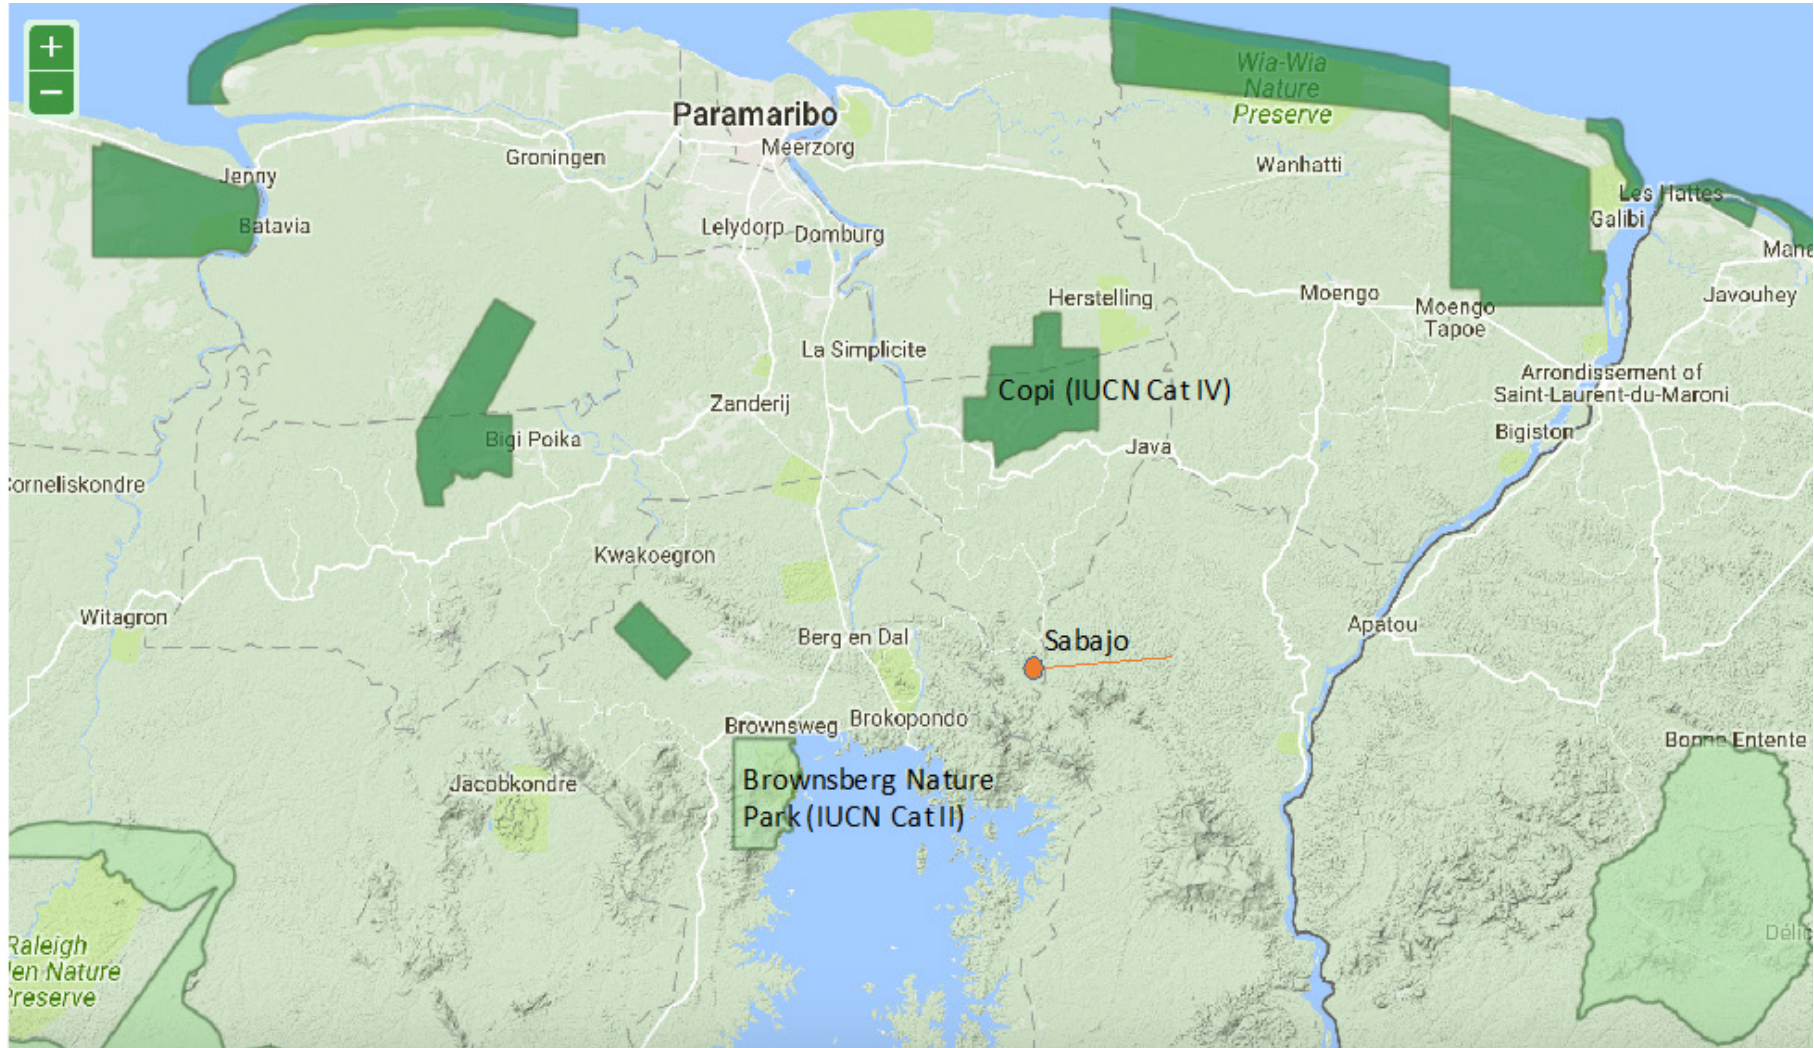 +
−
Wia-Wia
Nature
Preserve
Paramaribo
Meerzorg
Groningen
Wanhatti
Jenny
Les Hattes
Batavia
Galibi
Lelydorp
Domburg
Mana
Herstelling
Moengo
Javouhey
Moengo
Tapoe
La Simplicite
Arrondissement of
Saint-Laurent-du-Maroni
Copi (IUCN Cat IV)
Zanderij
Bigi Poika
Java
Bigiston
Corneliskondre
Kwakoegron
Witagron
Berg en Dal
Sabajo
Apatou
Brownsweg
Brokopondo
Bonne Entente
Jacobkondre
Brownsberg Nature
Park (IUCN Cat II)
Raleigh
len Nature
Preserve
Délic